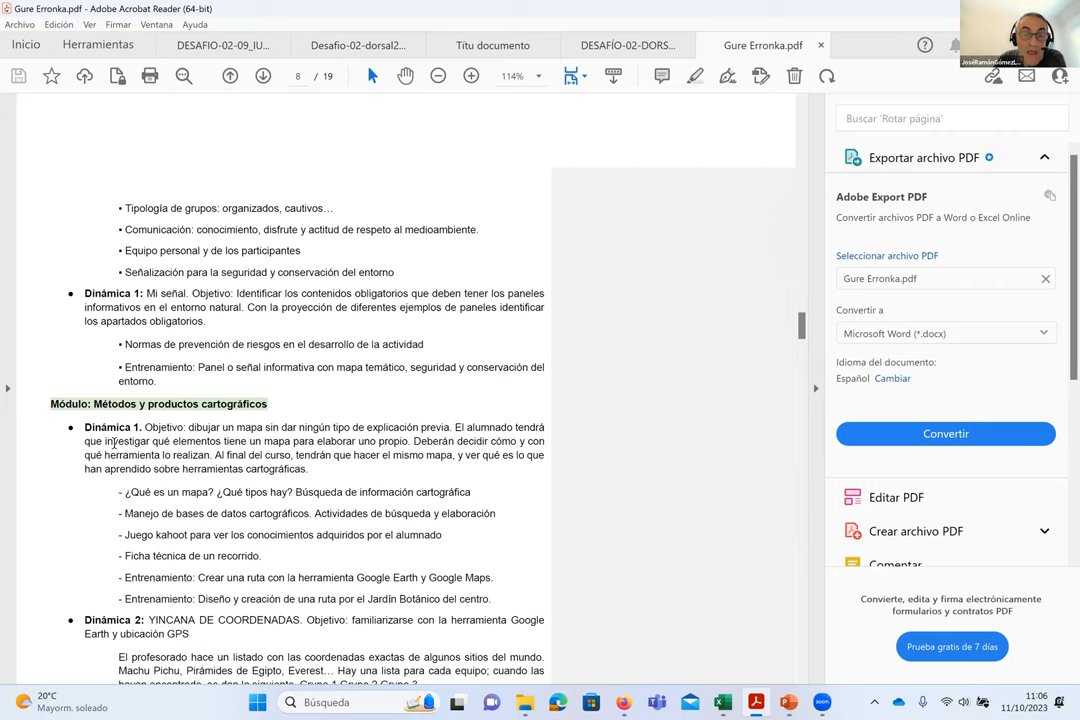 Gure Erronka.pdf - Adobe Acrobat Reader (64-bit)
Archivo Edición Ver Firmar Ventana Ayuda
Inicio Herramientas DESAFIO-02-09_IU... Desafio-02-dorsal2... Títu documento DESAFÍO-02-DORS... Gure Erronka.pdf ×
8 / 19 114%
• Tipología de grupos: organizados, cautivos…
• Comunicación: conocimiento, disfrute y actitud de respeto al medioambiente.
• Equipo personal y de los participantes
• Señalización para la seguridad y conservación del entorno
● Dinámica 1: Mi señal. Objetivo: Identificar los contenidos obligatorios que deben tener los paneles
informativos en el entorno natural. Con la proyección de diferentes ejemplos de paneles identificar
los apartados obligatorios.
• Normas de prevención de riesgos en el desarrollo de la actividad
• Entrenamiento: Panel o señal informativa con mapa temático, seguridad y conservación del
entorno.
Módulo: Métodos y productos cartográficos
● Dinámica 1. Objetivo: dibujar un mapa sin dar ningún tipo de explicación previa. El alumnado tendrá
que investigar qué elementos tiene un mapa para elaborar uno propio. Deberán decidir cómo y con
qué herramienta lo realizan. Al final del curso, tendrán que hacer el mismo mapa, y ver qué es lo que
han aprendido sobre herramientas cartográficas.
- ¿Qué es un mapa? ¿Qué tipos hay? Búsqueda de información cartográfica
- Manejo de bases de datos cartográficos. Actividades de búsqueda y elaboración
- Juego kahoot para ver los conocimientos adquiridos por el alumnado
- Ficha técnica de un recorrido.
- Entrenamiento: Crear una ruta con la herramienta Google Earth y Google Maps.
- Entrenamiento: Diseño y creación de una ruta por el Jardín Botánico del centro.
● Dinámica 2: YINCANA DE COORDENADAS. Objetivo: familiarizarse con la herramienta Google
Earth y ubicación GPS
El profesorado hace un listado con las coordenadas exactas de algunos sitios del mundo.
Machu Pichu, Pirámides de Egipto, Everest… Hay una lista para cada equipo; cuando las
hayan encontrado, se dan la siguiente. Grupo 1 Grupo 2 Grupo 3
JoséRamónGómezL...
Buscar 'Rotar página'
Exportar archivo PDF
Adobe Export PDF
Convertir archivos PDF a Word o Excel Online
Seleccionar archivo PDF
Gure Erronka.pdf
Convertir a
Microsoft Word (*.docx)
Idioma del documento:
Español Cambiar
Convertir
Editar PDF
Crear archivo PDF
Comentar
Convierte, edita y firma electrónicamente
formularios y contratos PDF
Prueba gratis de 7 días
20°C
Mayorm. soleado
Búsqueda
zoom
11:06
11/10/2023